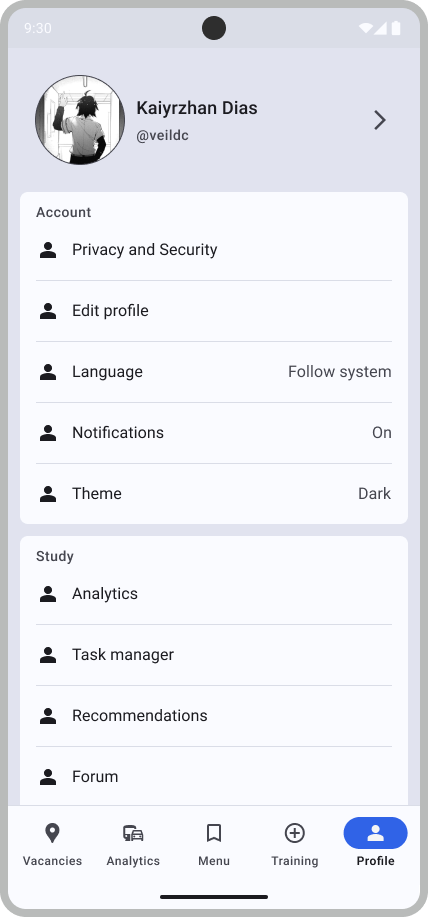 9:30
Kaiyrzhan Dias
@veildc
Account
Privacy and Security
Edit profile
Language Follow system
Notifications On
Theme Dark
Study
Analytics
Task manager
Recommendations
Forum
Vacancies Analytics Menu Training Profile